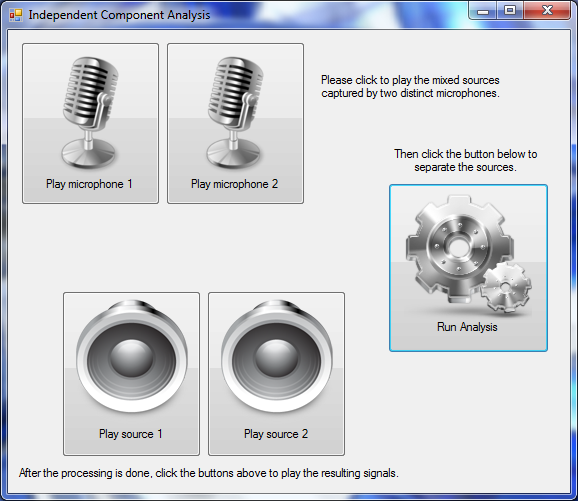 Independent Component Analysis
Play microphone 1
Play microphone 2
Please click to play the mixed sources
captured by two distinct microphones.
Then click the button below to
separate the sources.
Run Analysis
Play source 1
Play source 2
After the processing is done, click the buttons above to play the resulting signals.